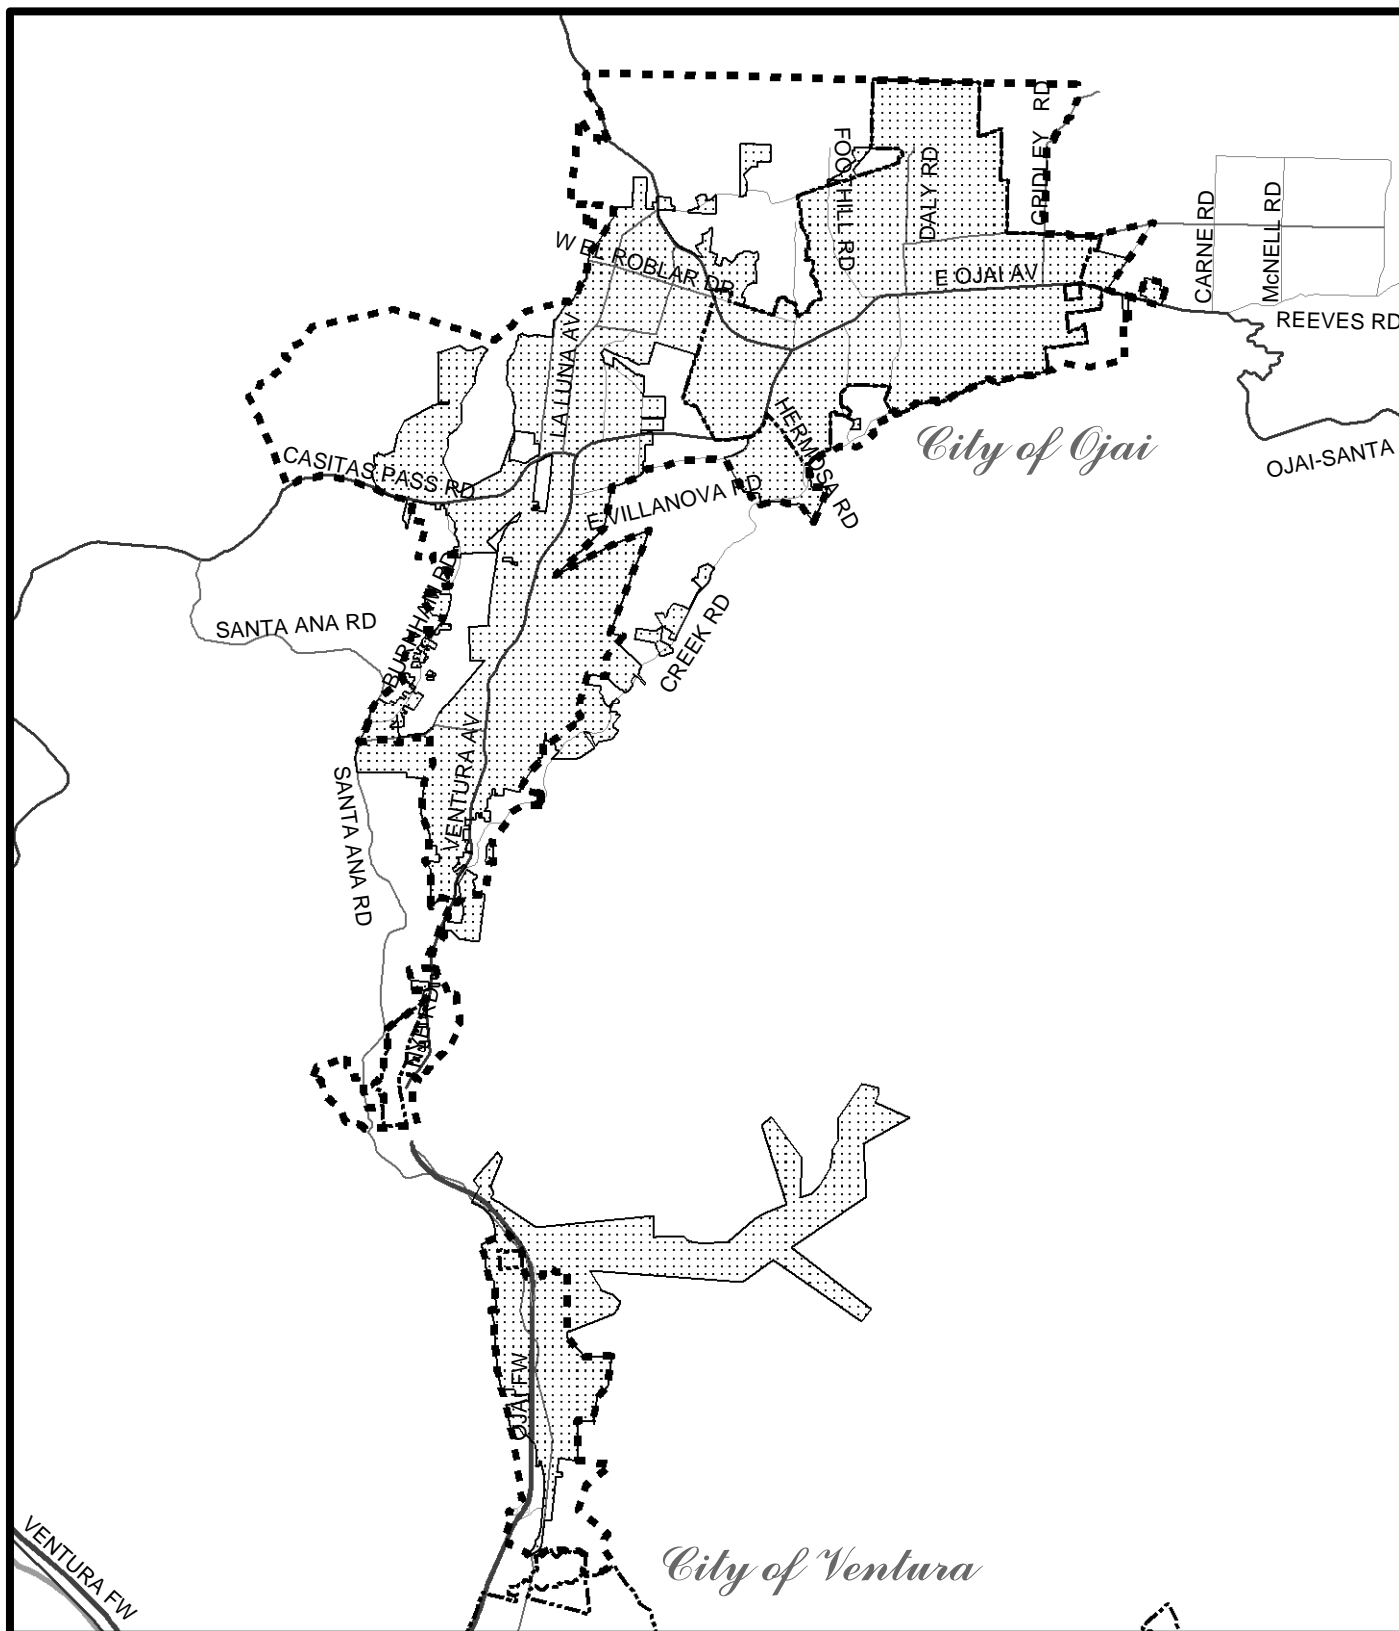 GRIDLEY RD
FOOTHILL RD
DALY RD
CARNE RD
McNELL RD
W EL ROBLAR DR
E OJAI AV
REEVES RD
LA LUNA AV
HERMOSA RD
City of Ojai
OJAI-SANTA
CASITAS PASS RD
E VILLANOVA RD
BURNHAM RD
SANTA ANA RD
CREEK RD
VENTURA AV
SANTA ANA RD
OJAI FW
City of Ventura
VENTURA FW